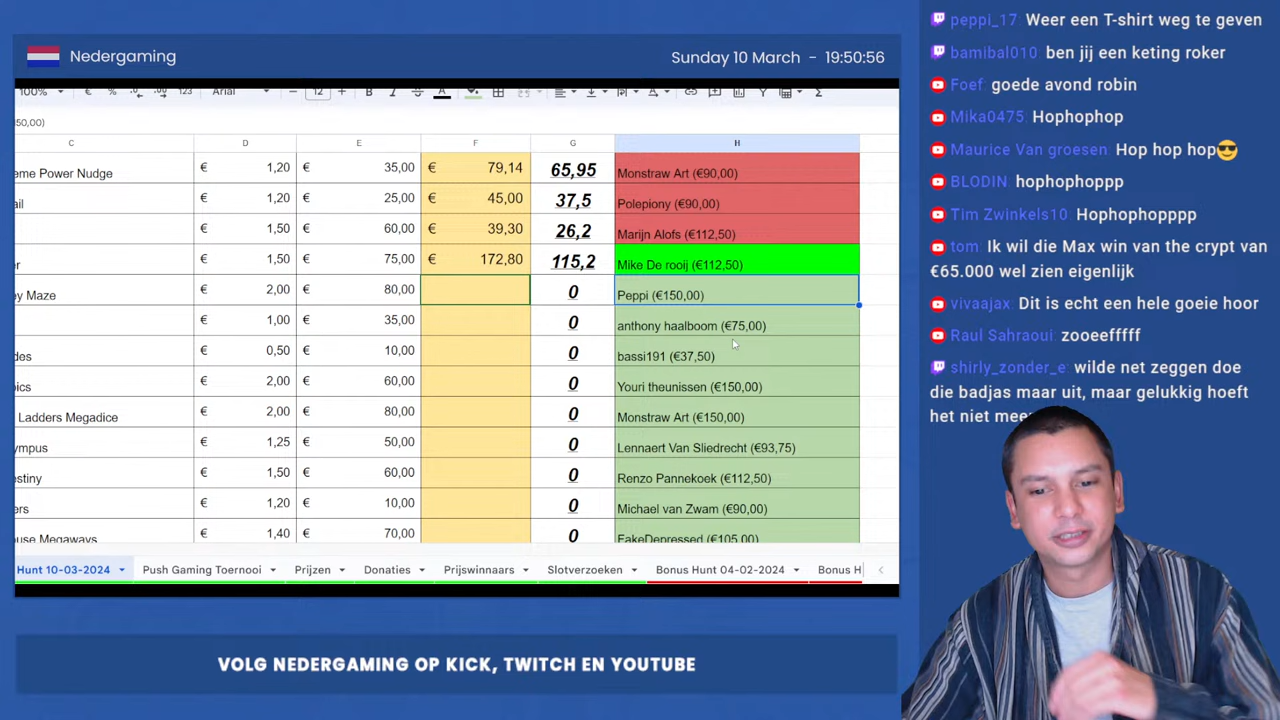 Nedergaming
Sunday 10 March - 19:50:56
100% € % .0 .00 123 Arial 12 B I A
50,00)
C D E F G H
eme Power Nudge € 1,20 € 35,00 € 79,14 65,95 Monstraw Art (€90,00)
ail € 1,20 € 25,00 € 45,00 37,5 Polepiony (€90,00)
€ 1,50 € 60,00 € 39,30 26,2 Marijn Alofs (€112,50)
r € 1,50 € 75,00 € 172,80 115,2 Mike De rooij (€112,50)
y Maze € 2,00 € 80,00 0 Peppi (€150,00)
€ 1,00 € 35,00 0 anthony haalboom (€75,00)
des € 0,50 € 10,00 0 bassi191 (€37,50)
pics € 2,00 € 60,00 0 Youri theunissen (€150,00)
Ladders Megadice € 2,00 € 80,00 0 Monstraw Art (€150,00)
ympus € 1,25 € 50,00 0 Lennaert Van Sliedrecht (€93,75)
estiny € 1,50 € 60,00 0 Renzo Pannekoek (€112,50)
ers € 1,20 € 10,00 0 Michael van Zwam (€90,00)
ouse Megaways € 1,40 € 70,00 0 FakeDepressed (€105,00)
Hunt 10-03-2024 Push Gaming Toernooi Prijzen Donaties Prijswinnaars Slotverzoeken Bonus Hunt 04-02-2024 Bonus H
VOLG NEDERGAMING OP KICK, TWITCH EN YOUTUBE
peppi_17: Weer een T-shirt weg te geven
bamibal010: ben jij een keting roker
Foef: goede avond robin
Mika0475: Hophophop
Maurice Van groesen: Hop hop hop😎
BLODIN: hophophoppp
Tim Zwinkels10: Hophophopppp
tom: Ik wil die Max win van the crypt van
€65.000 wel zien eigenlijk
vivaajax: Dit is echt een hele goeie hoor
Raul Sahraoui: zooeefffff
shirly_zonder_e: wilde net zeggen doe
die badjas maar uit, maar gelukkig hoeft
het niet mee